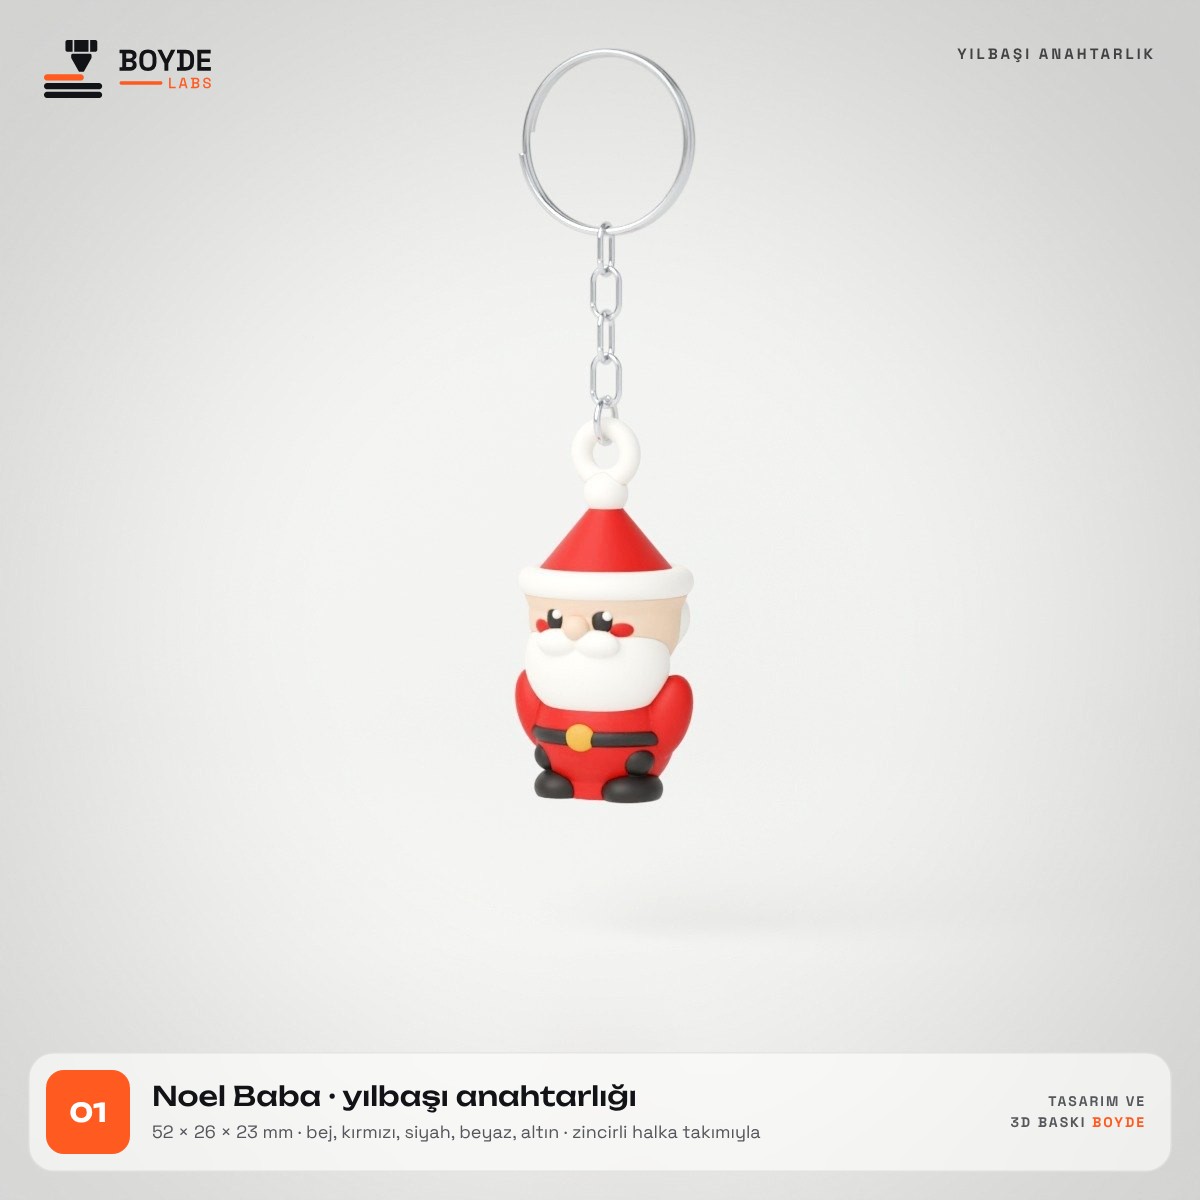 BOYDE
LABS
YILBAŞI ANAHTARLIK
01
Noel Baba · yılbaşı anahtarlığı
52 × 26 × 23 mm · bej, kırmızı, siyah, beyaz, altın · zincirli halka takımıyla
TASARIM VE
3D BASKI BOYDE